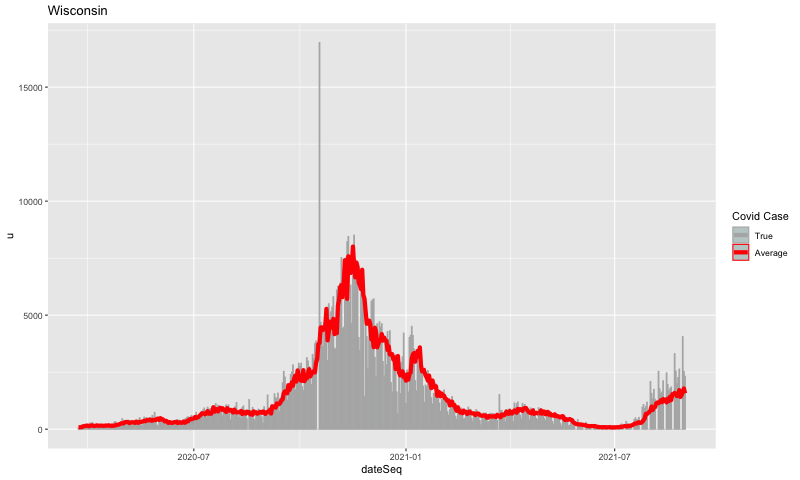 Wisconsin
15000
10000
5000
0
u
2020-07
2021-01
2021-07
dateSeq
Covid Case
True
Average